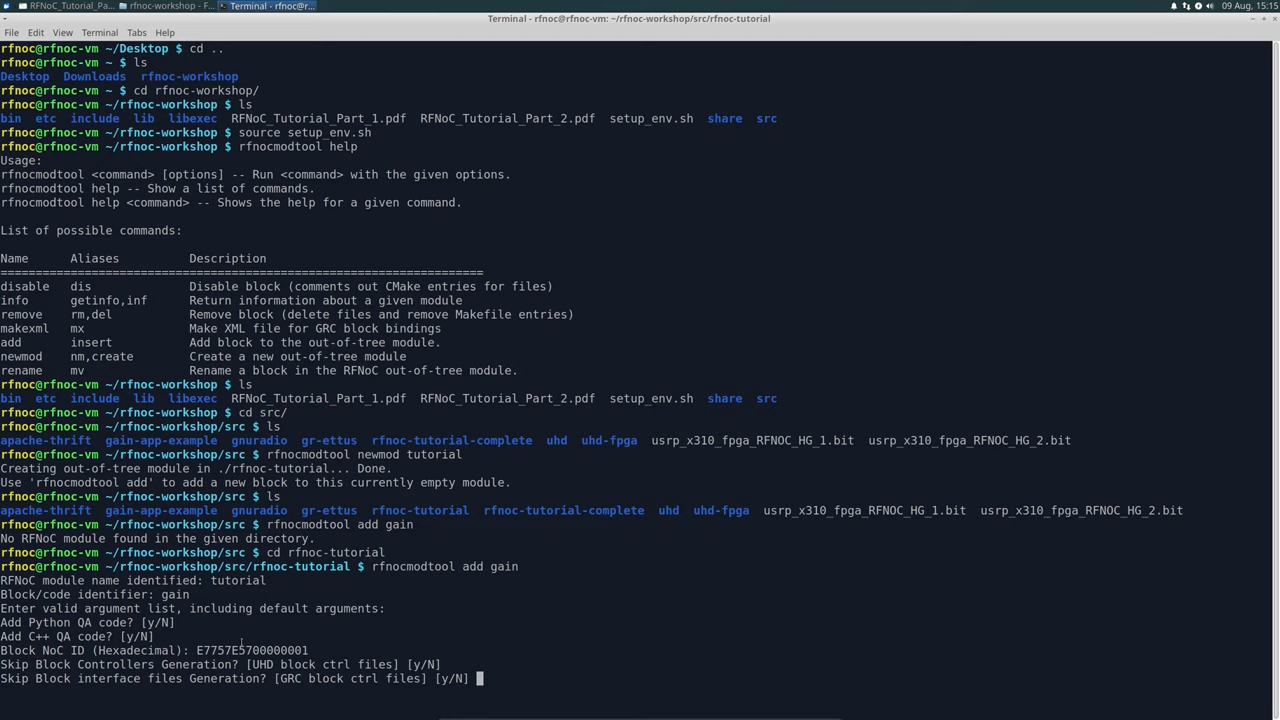 RFNoC_Tutorial_Pa... rfnoc-workshop - F... Terminal - rfnoc@r... 09 Aug, 15:15
Terminal - rfnoc@rfnoc-vm: ~/rfnoc-workshop/src/rfnoc-tutorial
File Edit View Terminal Tabs Help
rfnoc@rfnoc-vm ~/Desktop $ cd ..
rfnoc@rfnoc-vm ~ $ ls
Desktop Downloads rfnoc-workshop
rfnoc@rfnoc-vm ~ $ cd rfnoc-workshop/
rfnoc@rfnoc-vm ~/rfnoc-workshop $ ls
bin etc include lib libexec RFNoC_Tutorial_Part_1.pdf RFNoC_Tutorial_Part_2.pdf setup_env.sh share src
rfnoc@rfnoc-vm ~/rfnoc-workshop $ source setup_env.sh
rfnoc@rfnoc-vm ~/rfnoc-workshop $ rfnocmodtool help
Usage:
rfnocmodtool <command> [options] -- Run <command> with the given options.
rfnocmodtool help -- Show a list of commands.
rfnocmodtool help <command> -- Shows the help for a given command.
List of possible commands:
Name Aliases Description
=====================================================================
disable dis Disable block (comments out CMake entries for files)
info getinfo,inf Return information about a given module
remove rm,del Remove block (delete files and remove Makefile entries)
makexml mx Make XML file for GRC block bindings
add insert Add block to the out-of-tree module.
newmod nm,create Create a new out-of-tree module
rename mv Rename a block in the RFNoC out-of-tree module.
rfnoc@rfnoc-vm ~/rfnoc-workshop $ ls
bin etc include lib libexec RFNoC_Tutorial_Part_1.pdf RFNoC_Tutorial_Part_2.pdf setup_env.sh share src
rfnoc@rfnoc-vm ~/rfnoc-workshop $ cd src/
rfnoc@rfnoc-vm ~/rfnoc-workshop/src $ ls
apache-thrift gain-app-example gnuradio gr-ettus rfnoc-tutorial-complete uhd uhd-fpga usrp_x310_fpga_RFNOC_HG_1.bit usrp_x310_fpga_RFNOC_HG_2.bit
rfnoc@rfnoc-vm ~/rfnoc-workshop/src $ rfnocmodtool newmod tutorial
Creating out-of-tree module in ./rfnoc-tutorial... Done.
Use 'rfnocmodtool add' to add a new block to this currently empty module.
rfnoc@rfnoc-vm ~/rfnoc-workshop/src $ ls
apache-thrift gain-app-example gnuradio gr-ettus rfnoc-tutorial rfnoc-tutorial-complete uhd uhd-fpga usrp_x310_fpga_RFNOC_HG_1.bit usrp_x310_fpga_RFNOC_HG_2.bit
rfnoc@rfnoc-vm ~/rfnoc-workshop/src $ rfnocmodtool add gain
No RFNoC module found in the given directory.
rfnoc@rfnoc-vm ~/rfnoc-workshop/src $ cd rfnoc-tutorial
rfnoc@rfnoc-vm ~/rfnoc-workshop/src/rfnoc-tutorial $ rfnocmodtool add gain
RFNoC module name identified: tutorial
Block/code identifier: gain
Enter valid argument list, including default arguments:
Add Python QA code? [y/N]
Add C++ QA code? [y/N]
Block NoC ID (Hexadecimal): E7757E5700000001
Skip Block Controllers Generation? [UHD block ctrl files] [y/N]
Skip Block interface files Generation? [GRC block ctrl files] [y/N]